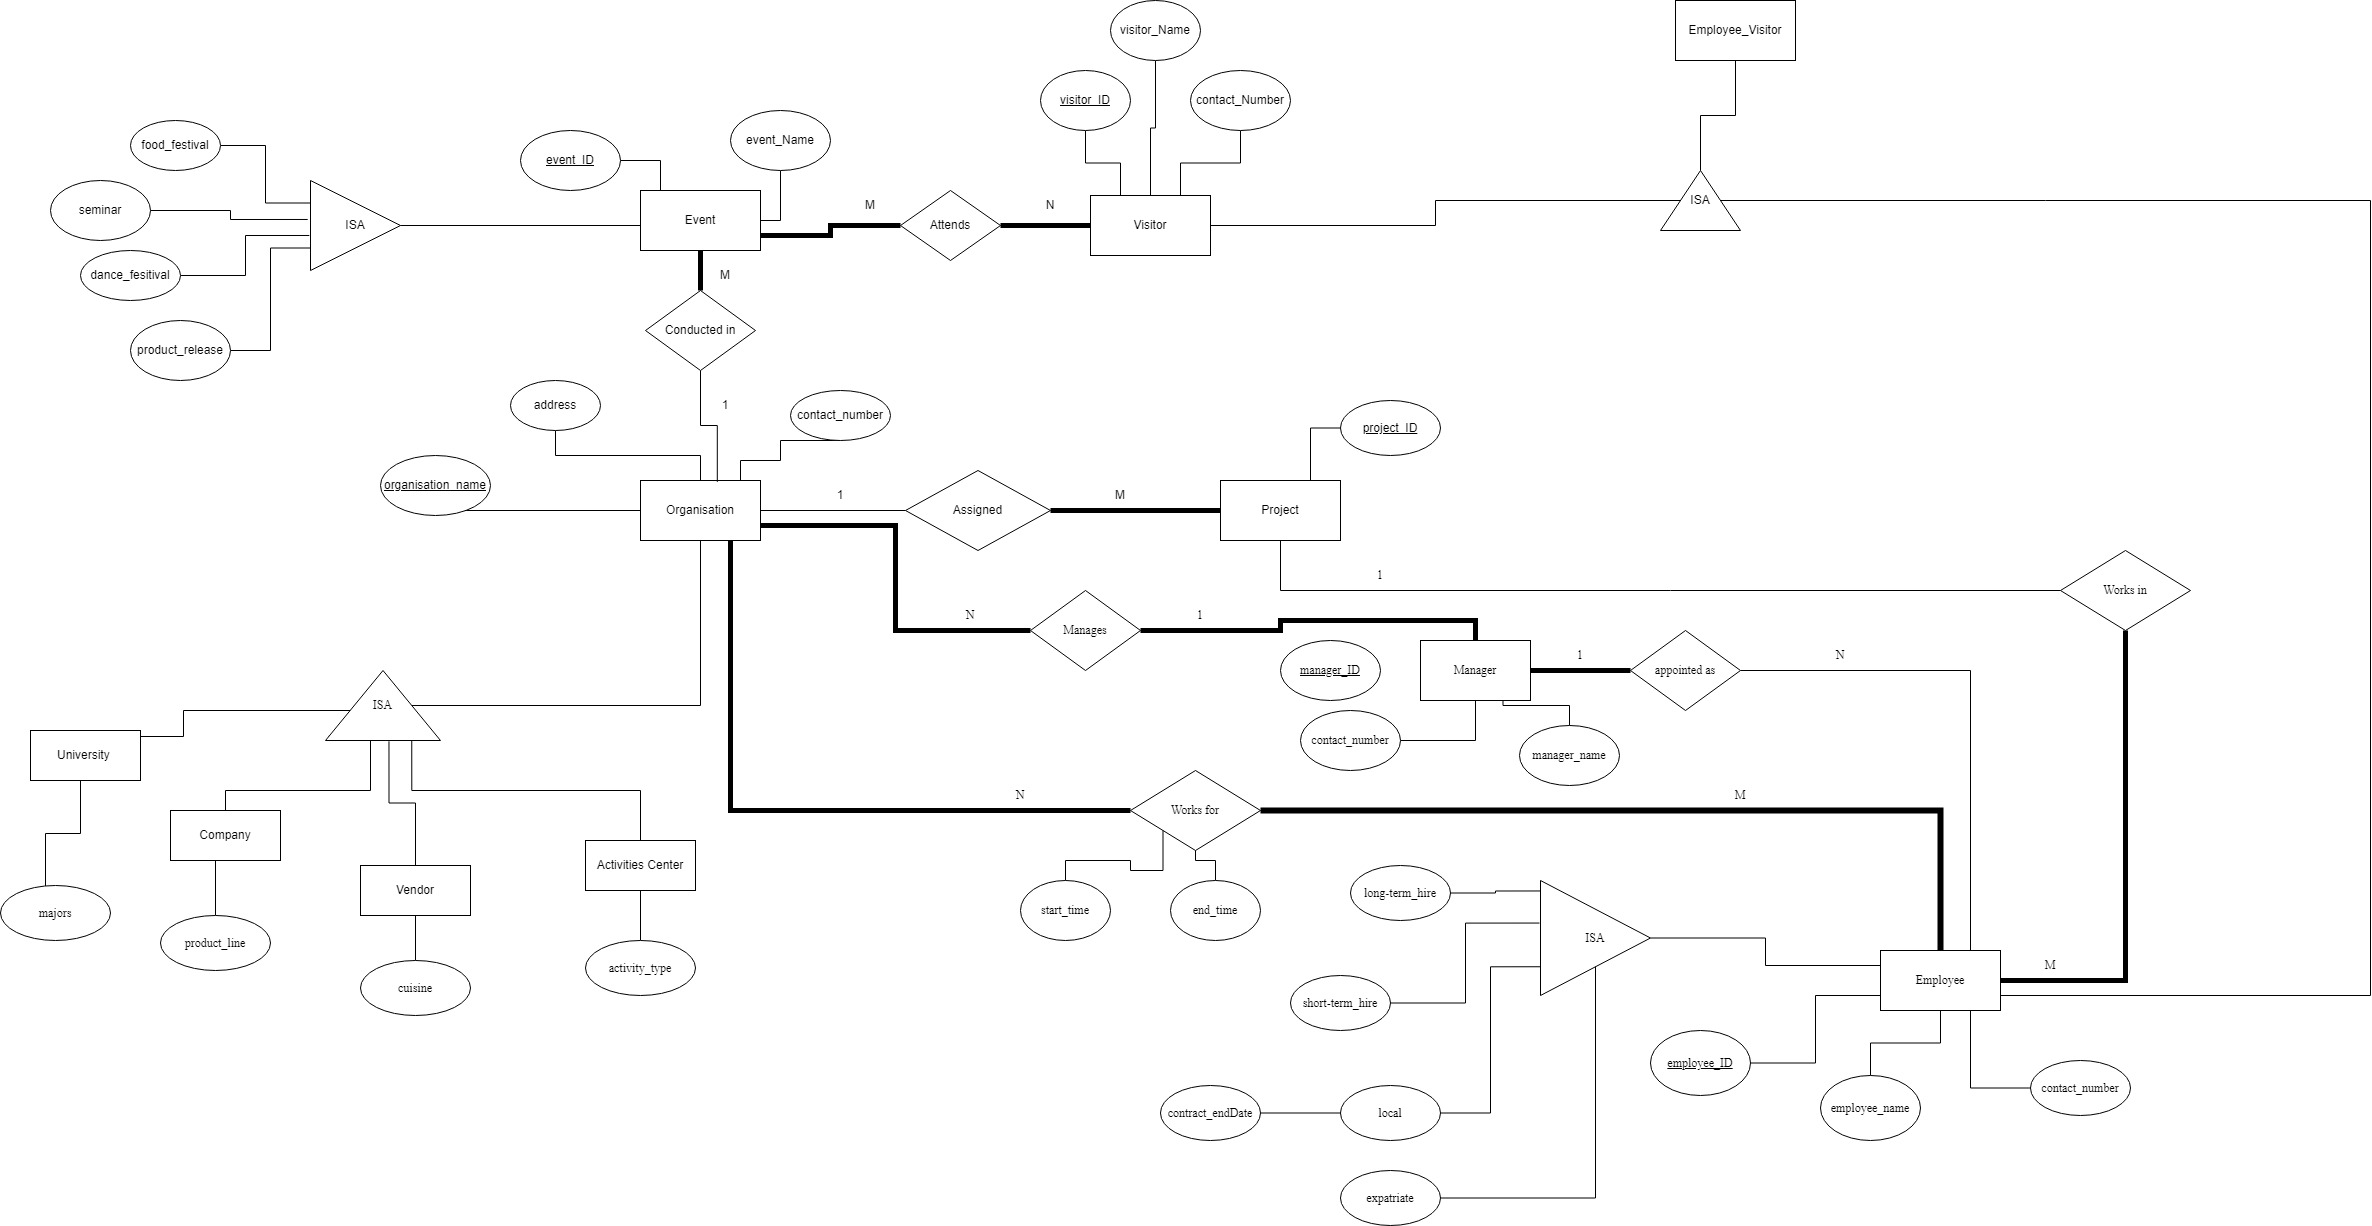 visitor_Name
Employee_Visitor
visitor_ID
contact_Number
food_festival
event_ID
event_Name
seminar
ISA
Event
M
Attends
N
Visitor
ISA
dance_fesitival
M
product_release
Conducted in
address
1
contact_number
project_ID
organisation_name
Organisation
1
Assigned
M
Project
1
Works in
N
Manages
1
manager_ID
Manager
1
appointed as
N
ISA
University
contact_number
manager_name
Company
N
Works for
M
Vendor
Activities Center
majors
product_line
cuisine
activity_type
start_time
end_time
long-term_hire
ISA
M
Employee
short-term_hire
employee_ID
employee_name
contact_number
contract_endDate
local
expatriate